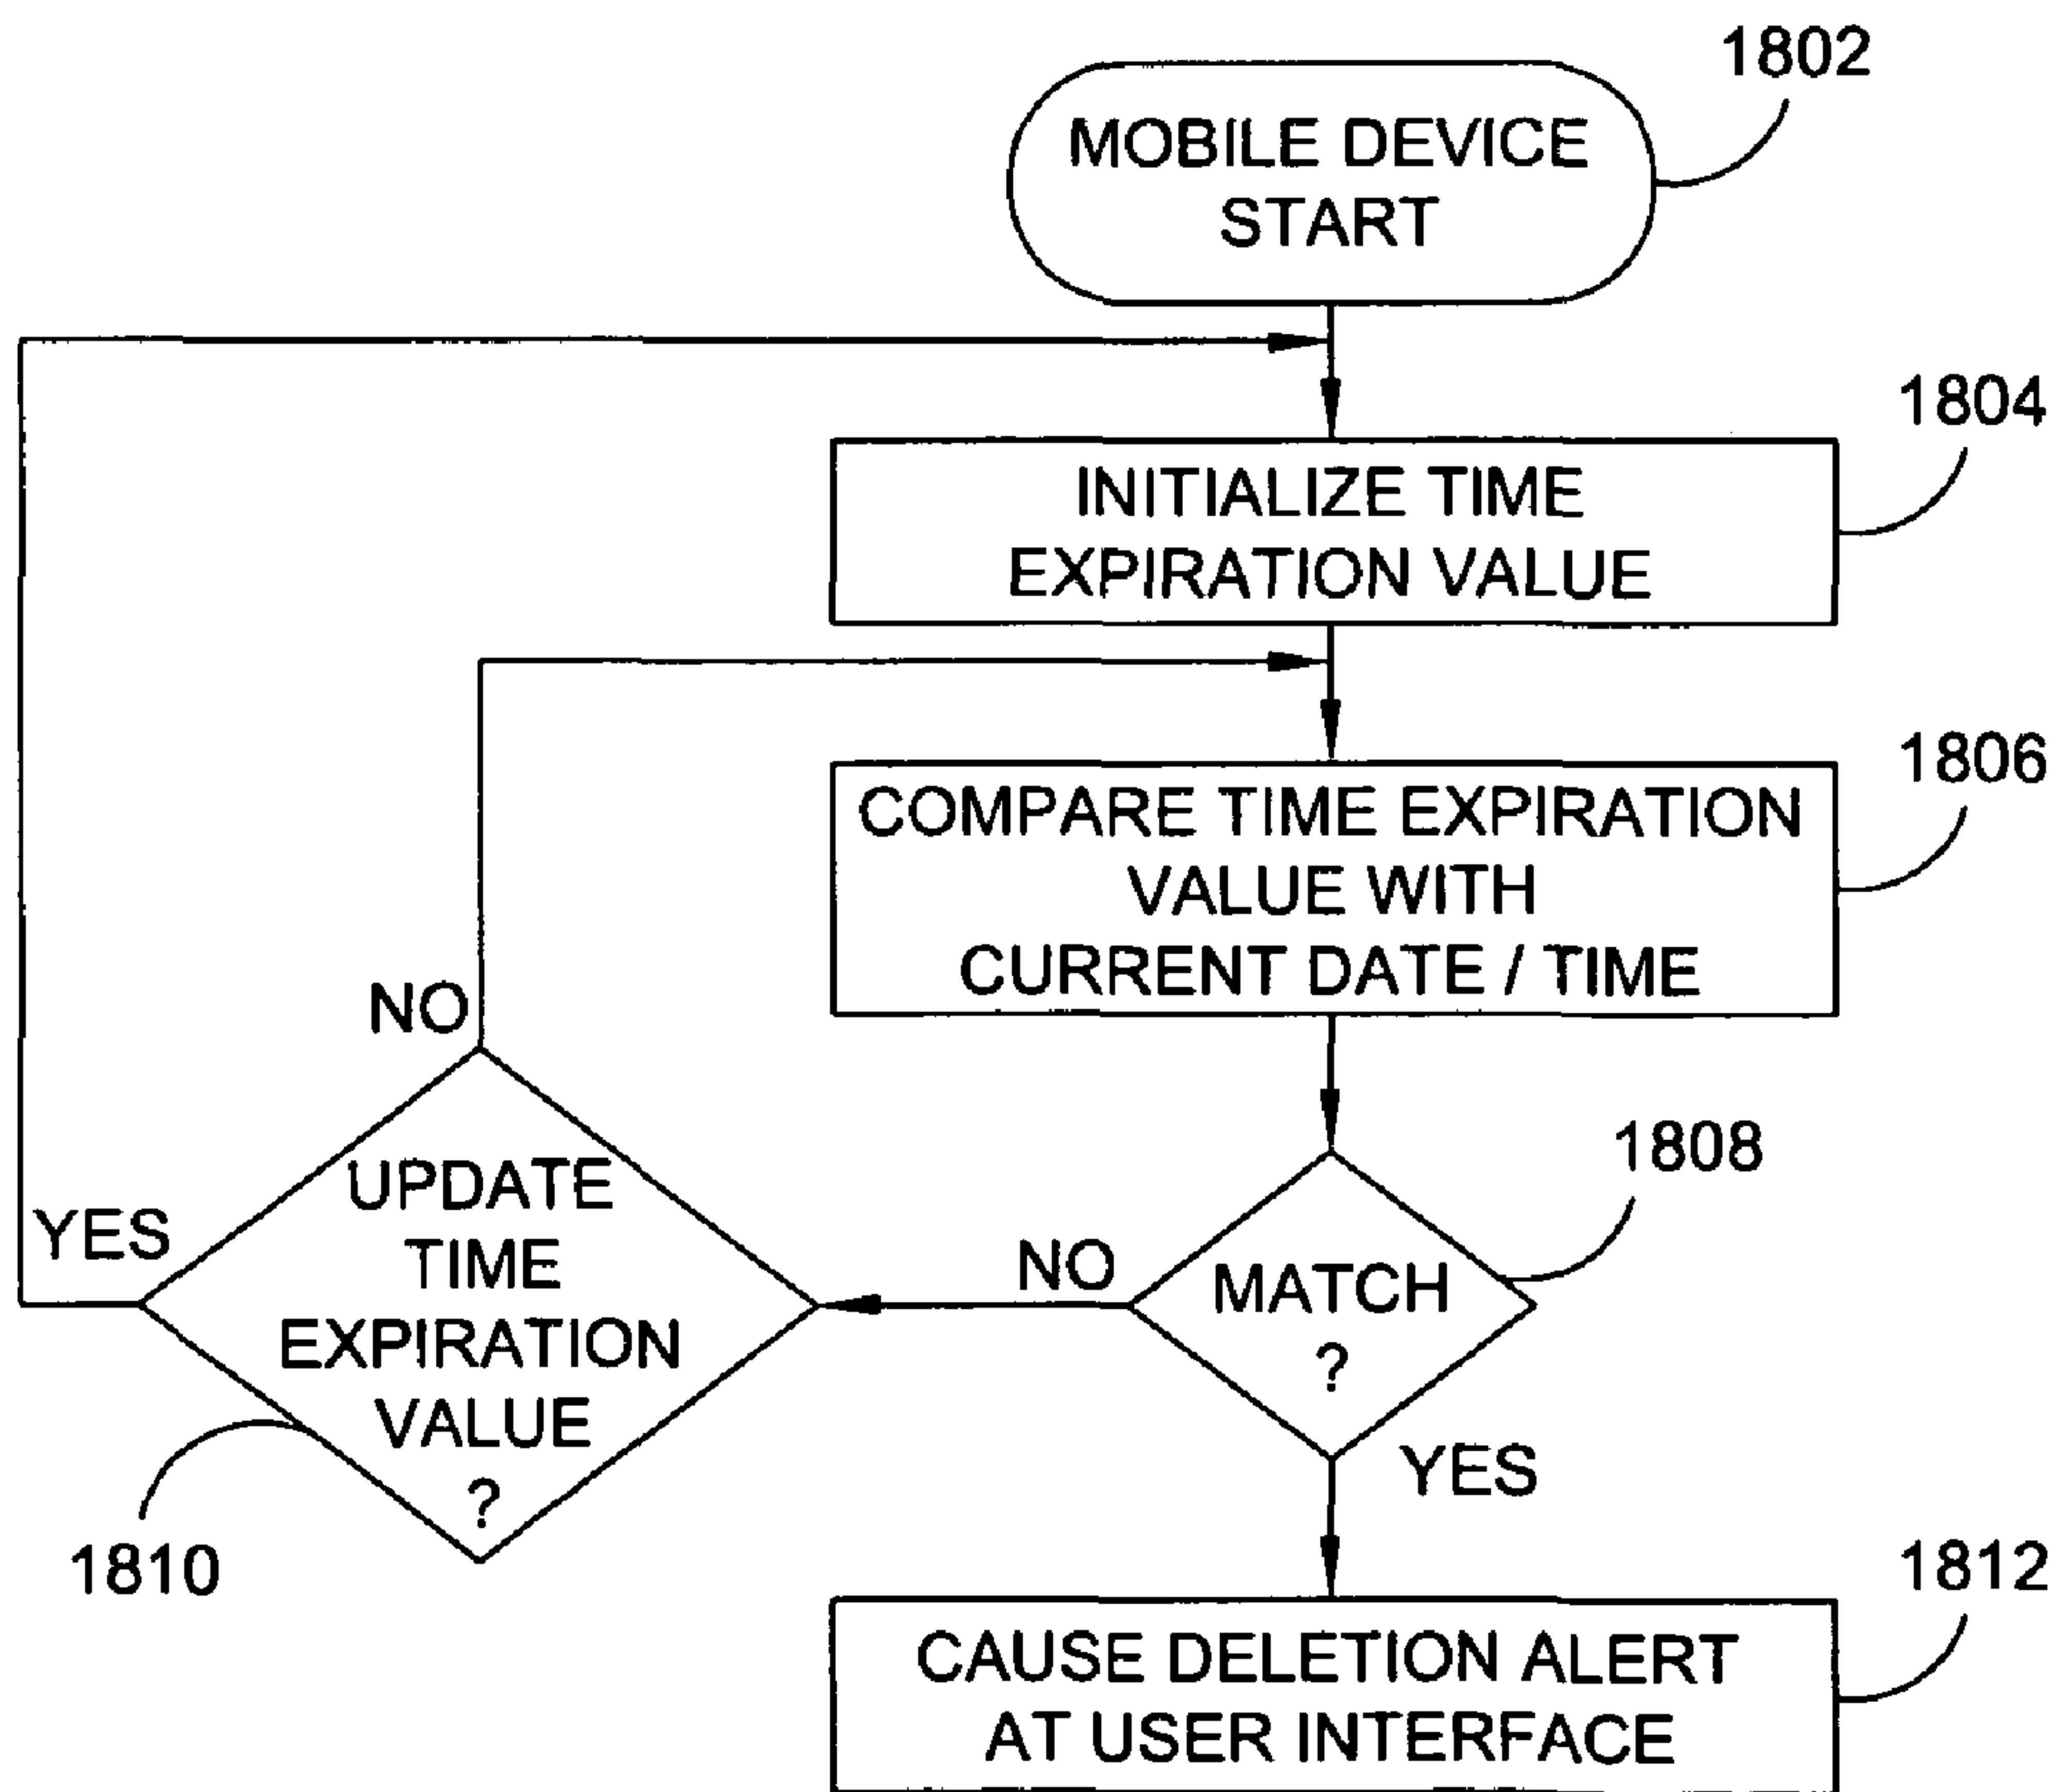 1802
MOBILE DEVICE
START
1804
INITIALIZE TIME
EXPIRATION VALUE
1806
COMPARE TIME EXPIRATION
VALUE WITH
CURRENT DATE / TIME
NO
1808
MATCH
?
NO
YES
UPDATE
TIME
EXPIRATION
VALUE
?
YES
1810
1812
CAUSE DELETION ALERT
AT USER INTERFACE